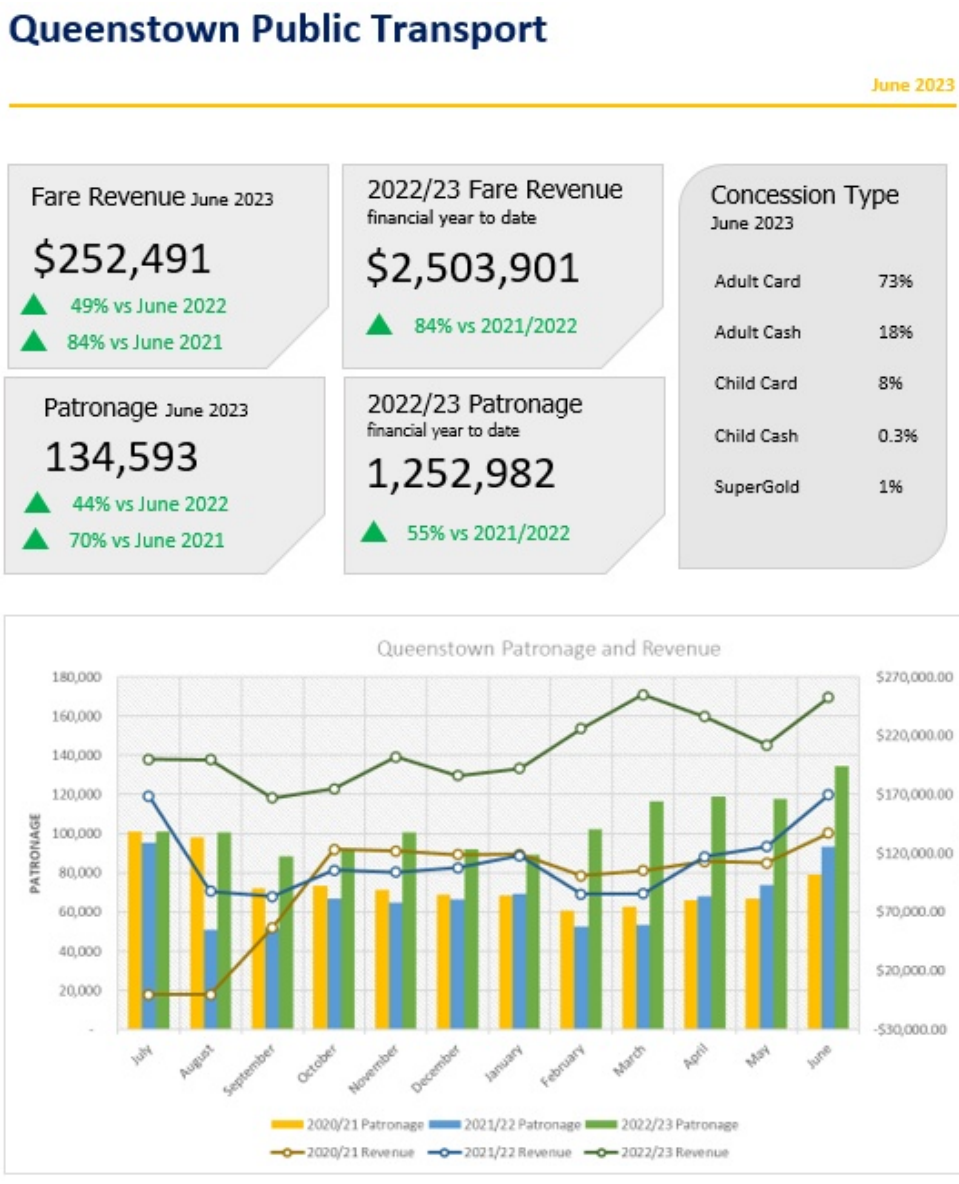 Queenstown Public Transport
June 2023
Fare Revenue June 2023
$252,491
49% vs June 2022
84% vs June 2021
2022/23 Fare Revenue
financial year to date
$2,503,901
84% vs 2021/2022
Concession Type
June 2023
Adult Card 73%
Adult Cash 18%
Child Card 8%
Child Cash 0.3%
SuperGold 1%
Patronage June 2023
134,593
44% vs June 2022
70% vs June 2021
2022/23 Patronage
financial year to date
1,252,982
55% vs 2021/2022
Queenstown Patronage and Revenue
PATRONAGE
180,000
160,000
140,000
120,000
100,000
80,000
60,000
40,000
20,000
-
$270,000.00
$220,000.00
$170,000.00
$120,000.00
$70,000.00
$20,000.00
-$30,000.00
July
August
September
October
November
December
January
February
March
April
May
June
2020/21 Patronage 2021/22 Patronage 2022/23 Patronage
2020/21 Revenue 2021/22 Revenue 2022/23 Revenue